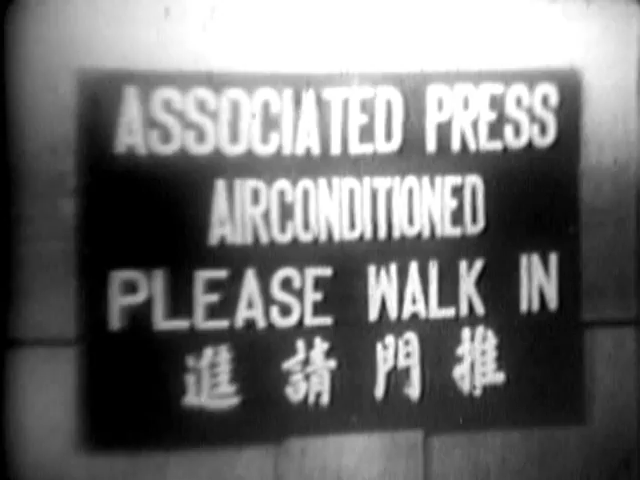 ASSOCIATED PRESS
AIRCONDITIONED
PLEASE WALK IN
進請門推